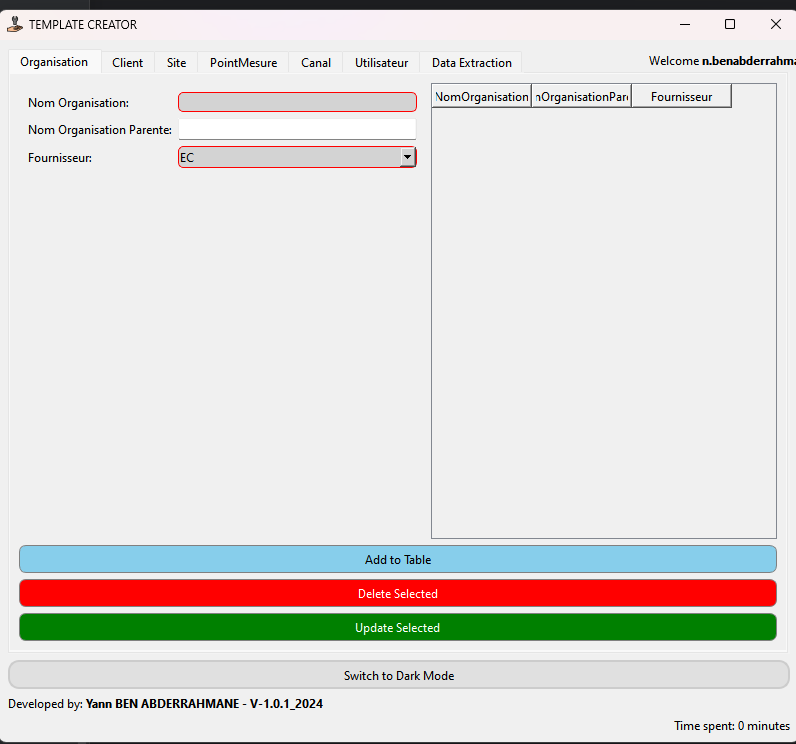 TEMPLATE CREATOR
Organisation Client Site PointMesure Canal Utilisateur Data Extraction
Welcome n.benabderrahma
Nom Organisation:
Nom Organisation Parente:
Fournisseur: EC
NomOrganisation nOrganisationPare Fournisseur
Add to Table
Delete Selected
Update Selected
Switch to Dark Mode
Developed by: Yann BEN ABDERRAHMANE - V-1.0.1_2024
Time spent: 0 minutes